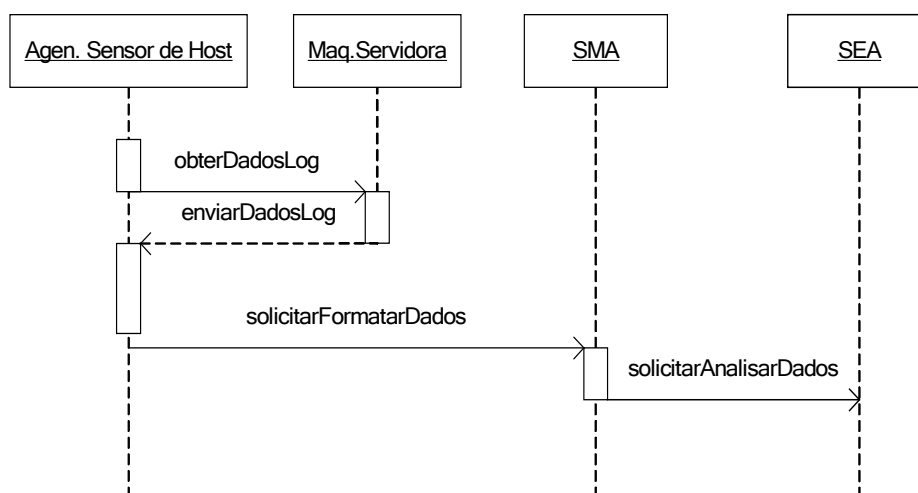 Agen. Sensor de Host
Maq.Servidora
SMA
SEA
obterDadosLog
enviarDadosLog
solicitarFormatarDados
solicitarAnalisarDados